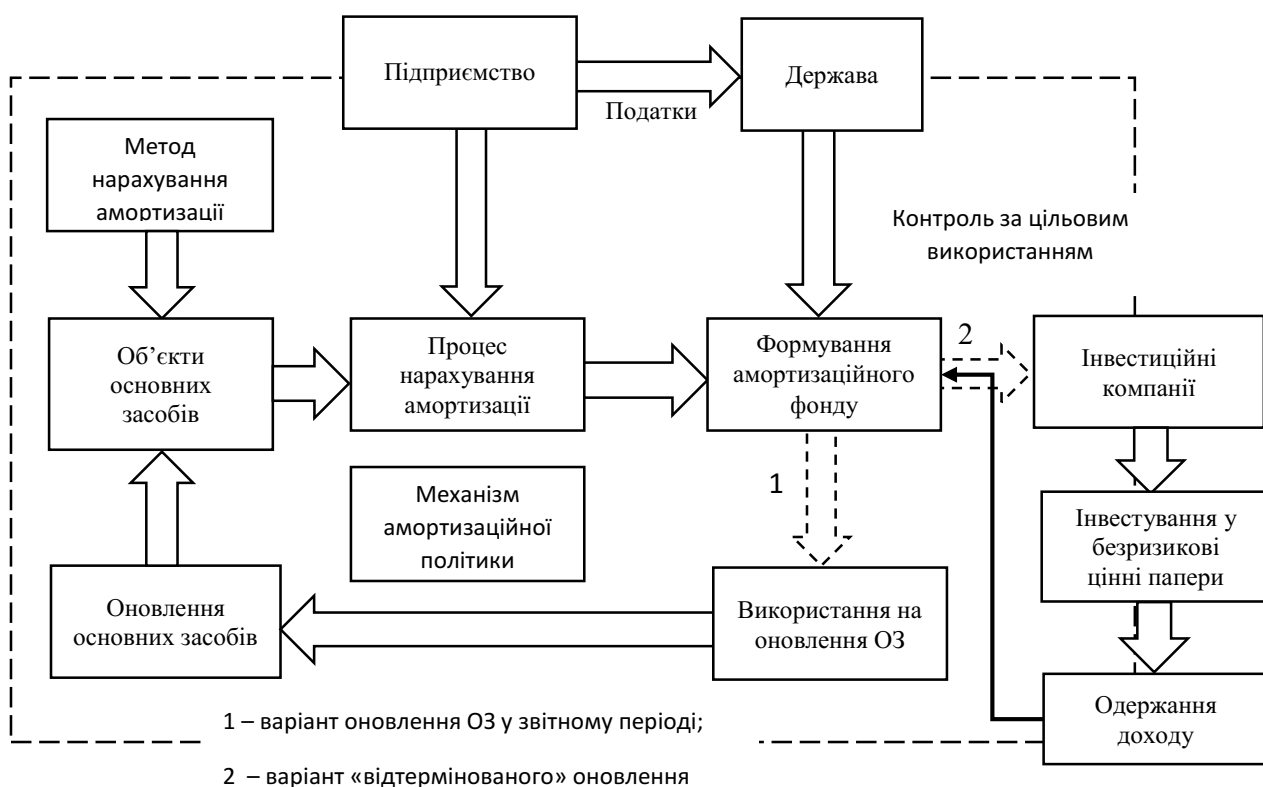 Підприємство
Податки
Держава
Метод
нарахування
амортизації
Контроль за цільовим
використанням
Об’єкти
основних
засобів
Процес
нарахування
амортизації
Формування
амортизаційного
фонду
2
Інвестиційні
компанії
1
Механізм
амортизаційної
політики
Інвестування у
безризикові
цінні папери
Оновлення
основних засобів
Використання на
оновлення ОЗ
Одержання
доходу
1 – варіант оновлення ОЗ у звітному періоді;
2 – варіант «відтермінованого» оновлення